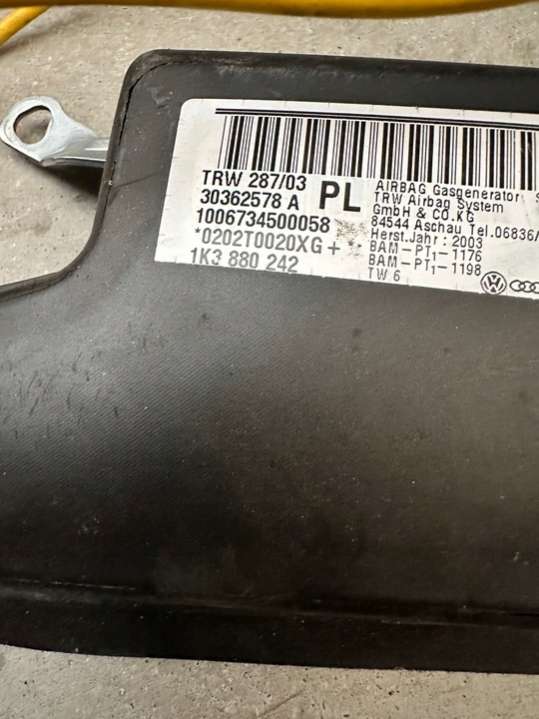 TRW 287/03
30362578 A
PL
1006734500058
*0202T0020XG+
1K3 880 242
AIRBAG Gasgenerator
TRW Airbag System
GmbH & CO.KG
84544 Aschau Tel.06836/
Herst.Jahr : 2003
BAM-PT1-1176
BAM-PT1-1198
TW 6